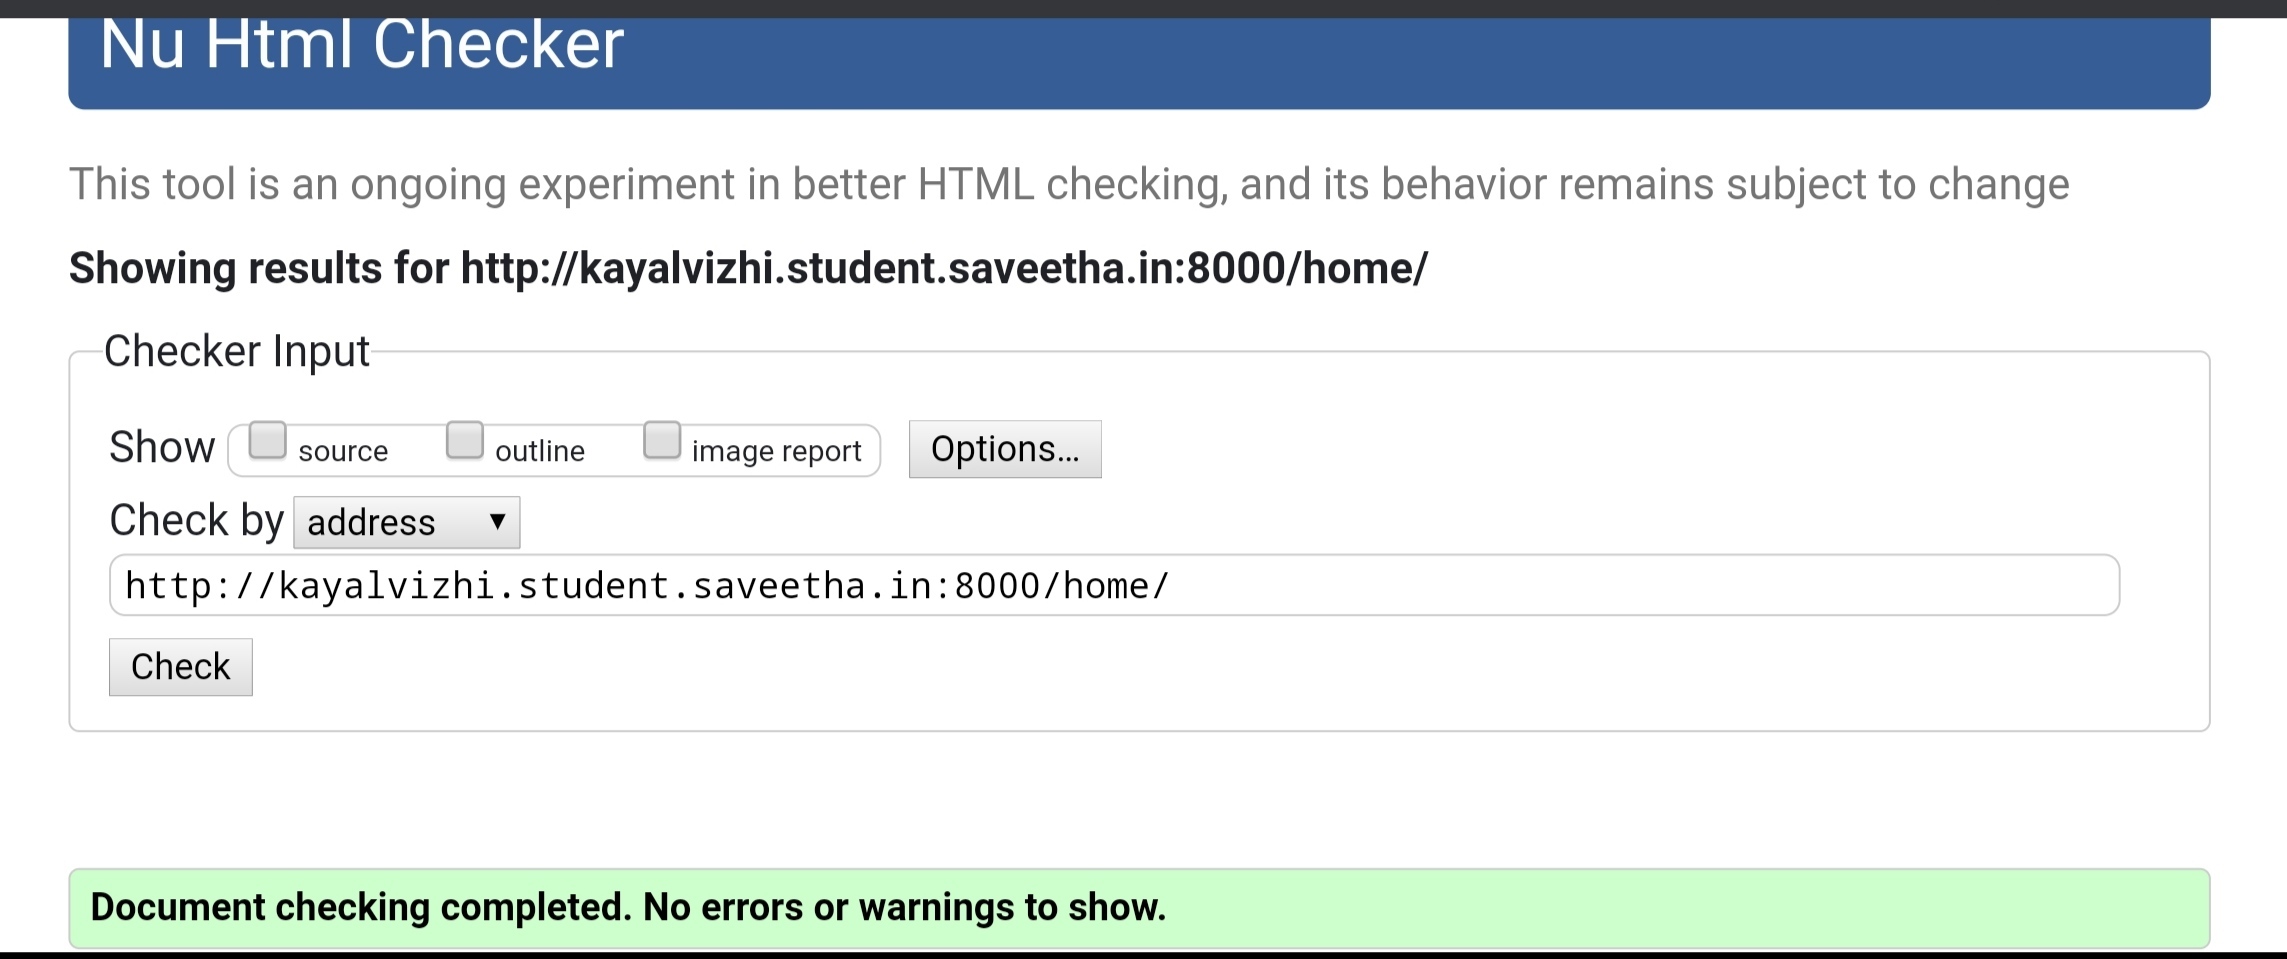 Nu Html Checker
This tool is an ongoing experiment in better HTML checking, and its behavior remains subject to change
Showing results for http://kayalvizhi.student.saveetha.in:8000/home/
Checker Input
Show source outline image report Options...
Check by address ▼
http://kayalvizhi.student.saveetha.in:8000/home/
Check
Document checking completed. No errors or warnings to show.